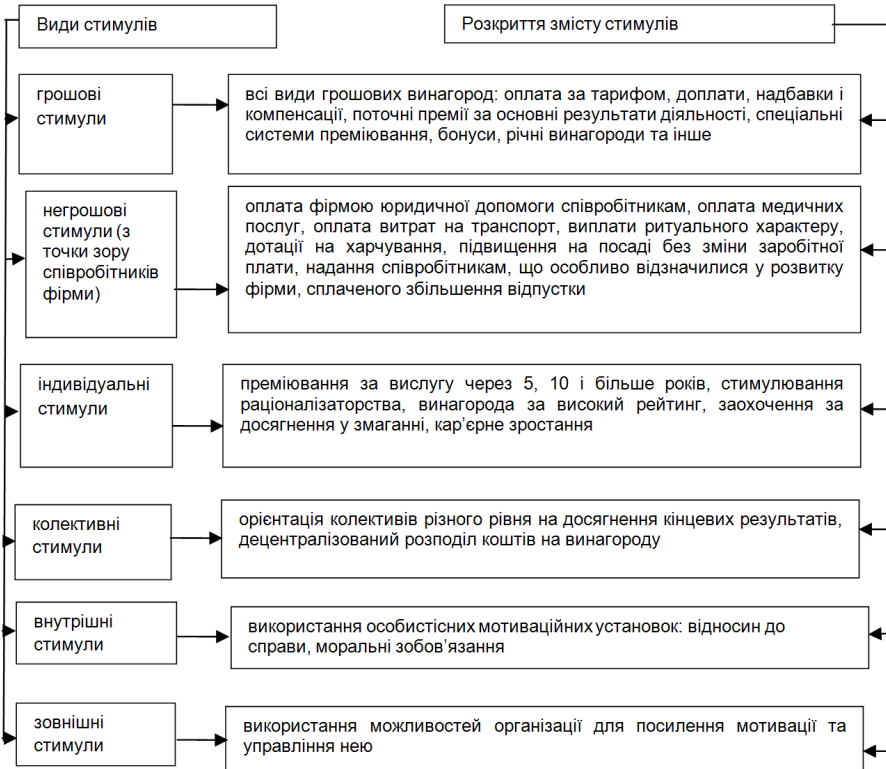 Види стимулів
Розкриття змісту стимулів
грошові
стимули
всі види грошових винагород: оплата за тарифом, доплати, надбавки і
компенсації, поточні премії за основні результати діяльності, спеціальні
системи преміювання, бонуси, річні винагороди та інше
негрошові
стимули (з
точки зору
співробітників
фірми)
оплата фірмою юридичної допомоги співробітникам, оплата медичних
послуг, оплата витрат на транспорт, виплати ритуального характеру,
дотації на харчування, підвищення на посаді без зміни заробітної
плати, надання співробітникам, що особливо відзначилися у розвитку
фірми, сплаченого збільшення відпустки
індивідуальні
стимули
преміювання за вислугу через 5, 10 і більше років, стимулювання
раціоналізаторства, винагорода за високий рейтинг, заохочення за
досягнення у змаганні, кар’єрне зростання
колективні
стимули
орієнтація колективів різного рівня на досягнення кінцевих результатів,
децентралізований розподіл коштів на винагороду
внутрішні
стимули
використання особистісних мотиваційних установок: відносин до
справи, моральні зобов’язання
зовнішні
стимули
використання можливостей організації для посилення мотивації та
управління нею